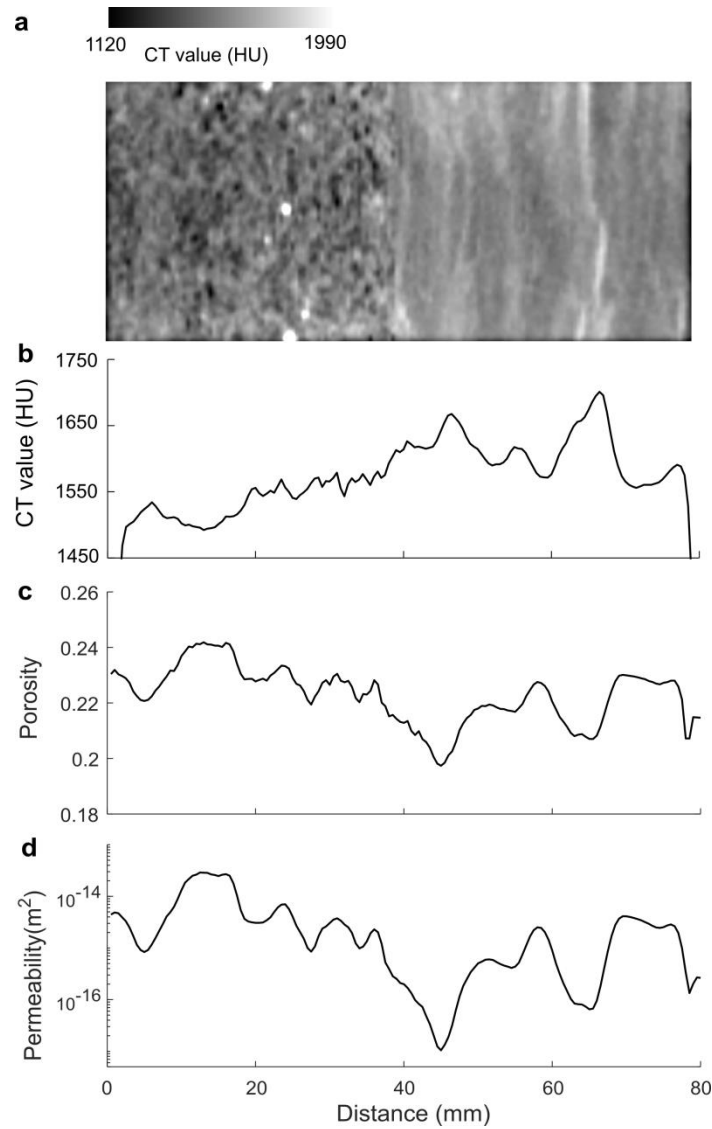 a
1120 1990
CT value (HU)
b
1750
1650
1550
1450
CT value (HU)
c
0.26
0.24
0.22
0.2
0.18
Porosity
d
10^-14
10^-16
Permeability(m^2)
0 20 40 60 80
Distance (mm)